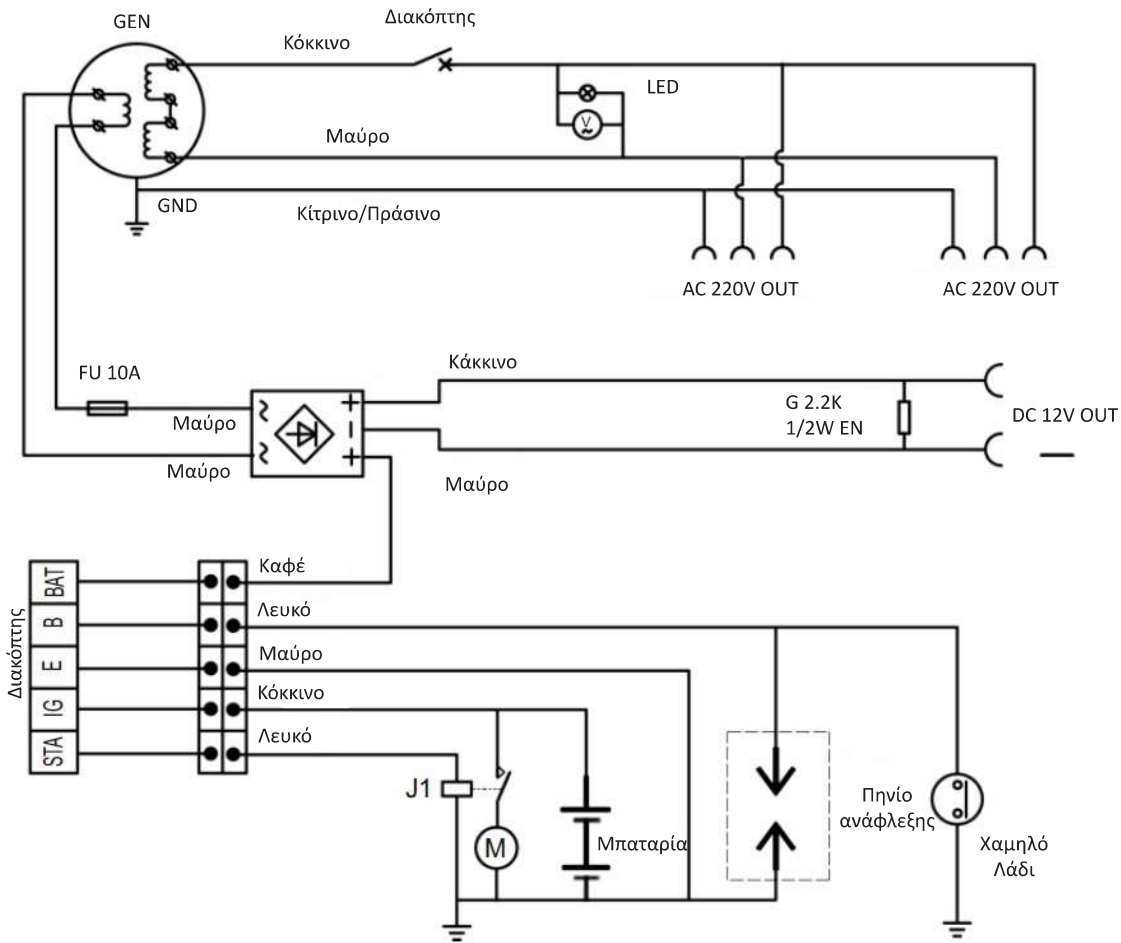 GEN
Διακόπτης
Κόκκινο
LED
V
Μαύρο
GND
Κίτρινο/Πράσινο
AC 220V OUT
AC 220V OUT
FU 10A
Κάκκινο
G 2.2K
1/2W EN
DC 12V OUT
Μαύρο
Μαύρο
Μαύρο
Διακόπτης
BAT
Καφέ
B
Λευκό
E
Μαύρο
IG
Κόκκινο
STA
Λευκό
J1
M
Μπαταρία
Πηνίο
ανάφλεξης
Χαμηλό
Λάδι